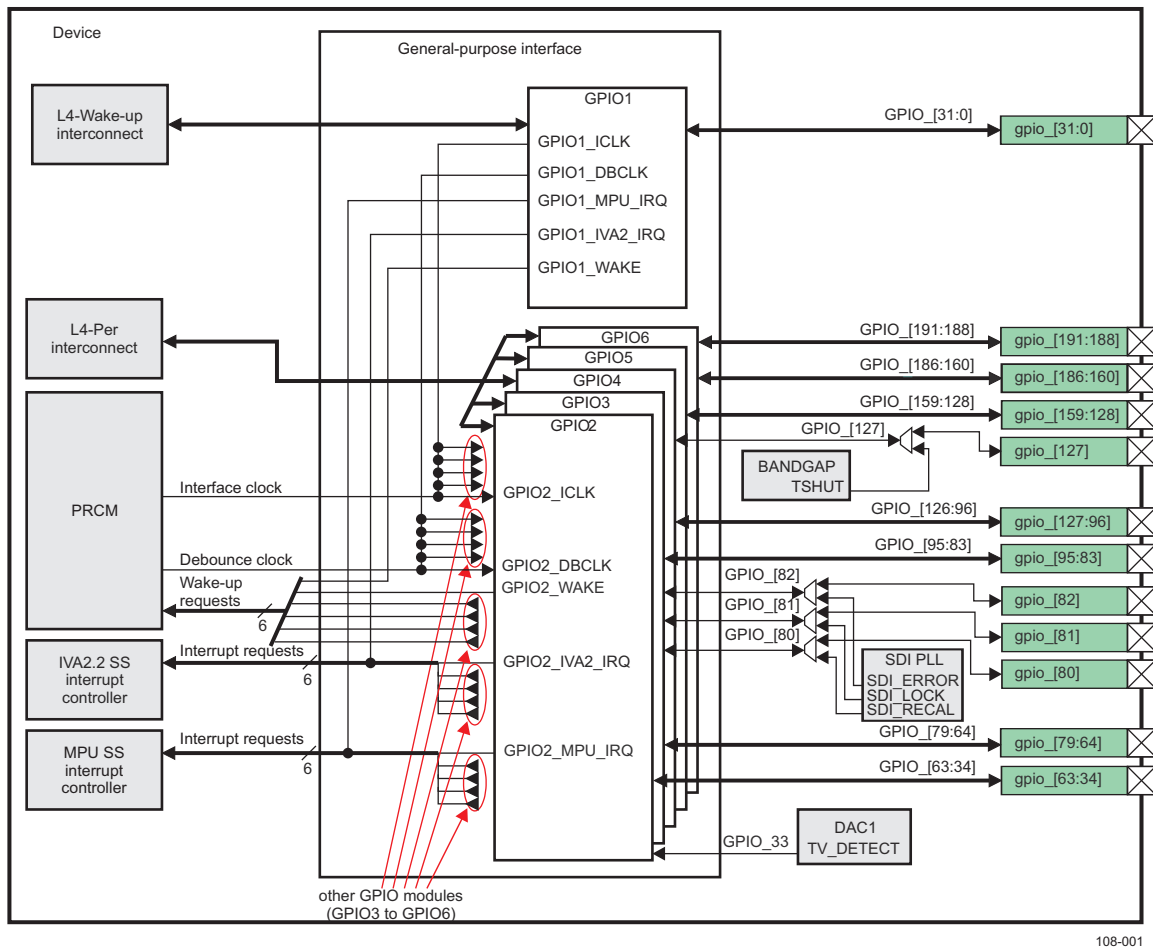 Device
General-purpose interface
L4-Wake-up
interconnect
GPIO1
GPIO1_ICLK
GPIO1_DBCLK
GPIO1_MPU_IRQ
GPIO1_IVA2_IRQ
GPIO1_WAKE
GPIO_[31:0]
gpio_[31:0]
L4-Per
interconnect
GPIO6
GPIO5
GPIO4
GPIO3
GPIO2
GPIO_[191:188]
gpio_[191:188]
GPIO_[186:160]
gpio_[186:160]
GPIO_[159:128]
gpio_[159:128]
GPIO_[127]
gpio_[127]
BANDGAP
TSHUT
PRCM
Interface clock
GPIO2_ICLK
GPIO_[126:96]
gpio_[127:96]
GPIO_[95:83]
gpio_[95:83]
Debounce clock
GPIO2_DBCLK
Wake-up
requests
6
GPIO2_WAKE
GPIO_[82]
gpio_[82]
GPIO_[81]
gpio_[81]
GPIO_[80]
gpio_[80]
SDI PLL
SDI_ERROR
SDI_LOCK
SDI_RECAL
IVA2.2 SS
interrupt
controller
Interrupt requests
6
GPIO2_IVA2_IRQ
MPU SS
interrupt
controller
Interrupt requests
6
GPIO2_MPU_IRQ
GPIO_[79:64]
gpio_[79:64]
GPIO_[63:34]
gpio_[63:34]
GPIO_33
DAC1
TV_DETECT
other GPIO modules
(GPIO3 to GPIO6)
108-001